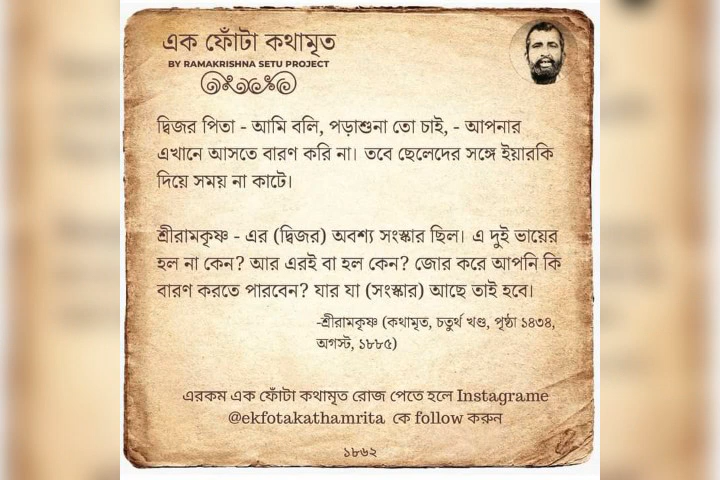 এক ফোঁটা কথামৃত
BY RAMAKRISHNA SETU PROJECT
দ্বিজর পিতা - আমি বলি, পড়াশুনা তো চাই, - আপনার
এখানে আসতে বারণ করি না। তবে ছেলেদের সঙ্গে ইয়ারকি
দিয়ে সময় না কাটে।
শ্রীরামকৃষ্ণ - এর (দ্বিজর) অবশ্য সংস্কার ছিল। এ দুই ভায়ের
হল না কেন? আর এরই বা হল কেন? জোর করে আপনি কি
বারণ করতে পারবেন? যার যা (সংস্কার) আছে তাই হবে।
-শ্রীরামকৃষ্ণ (কথামৃত, চতুর্থ খণ্ড, পৃষ্ঠা ১৪৩৪,
অগস্ট, ১৮৮৫)
এরকম এক ফোঁটা কথামৃত রোজ পেতে হলে Instagrame
@ekfotakathamrita কে follow করুন
১৮৬২